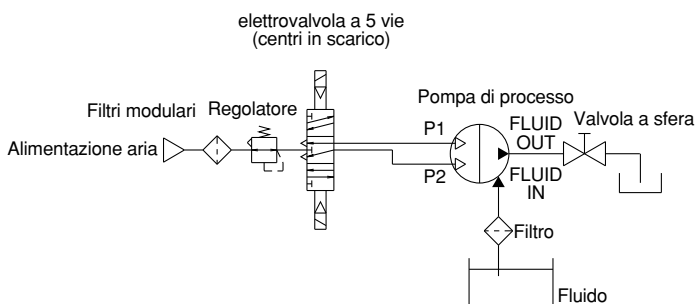 elettrovalvola a 5 vie
(centri in scarico)
Filtri modulari
Regolatore
Pompa di processo
Alimentazione aria
P1
P2
FLUID
OUT
FLUID
IN
Valvola a sfera
Filtro
Fluido